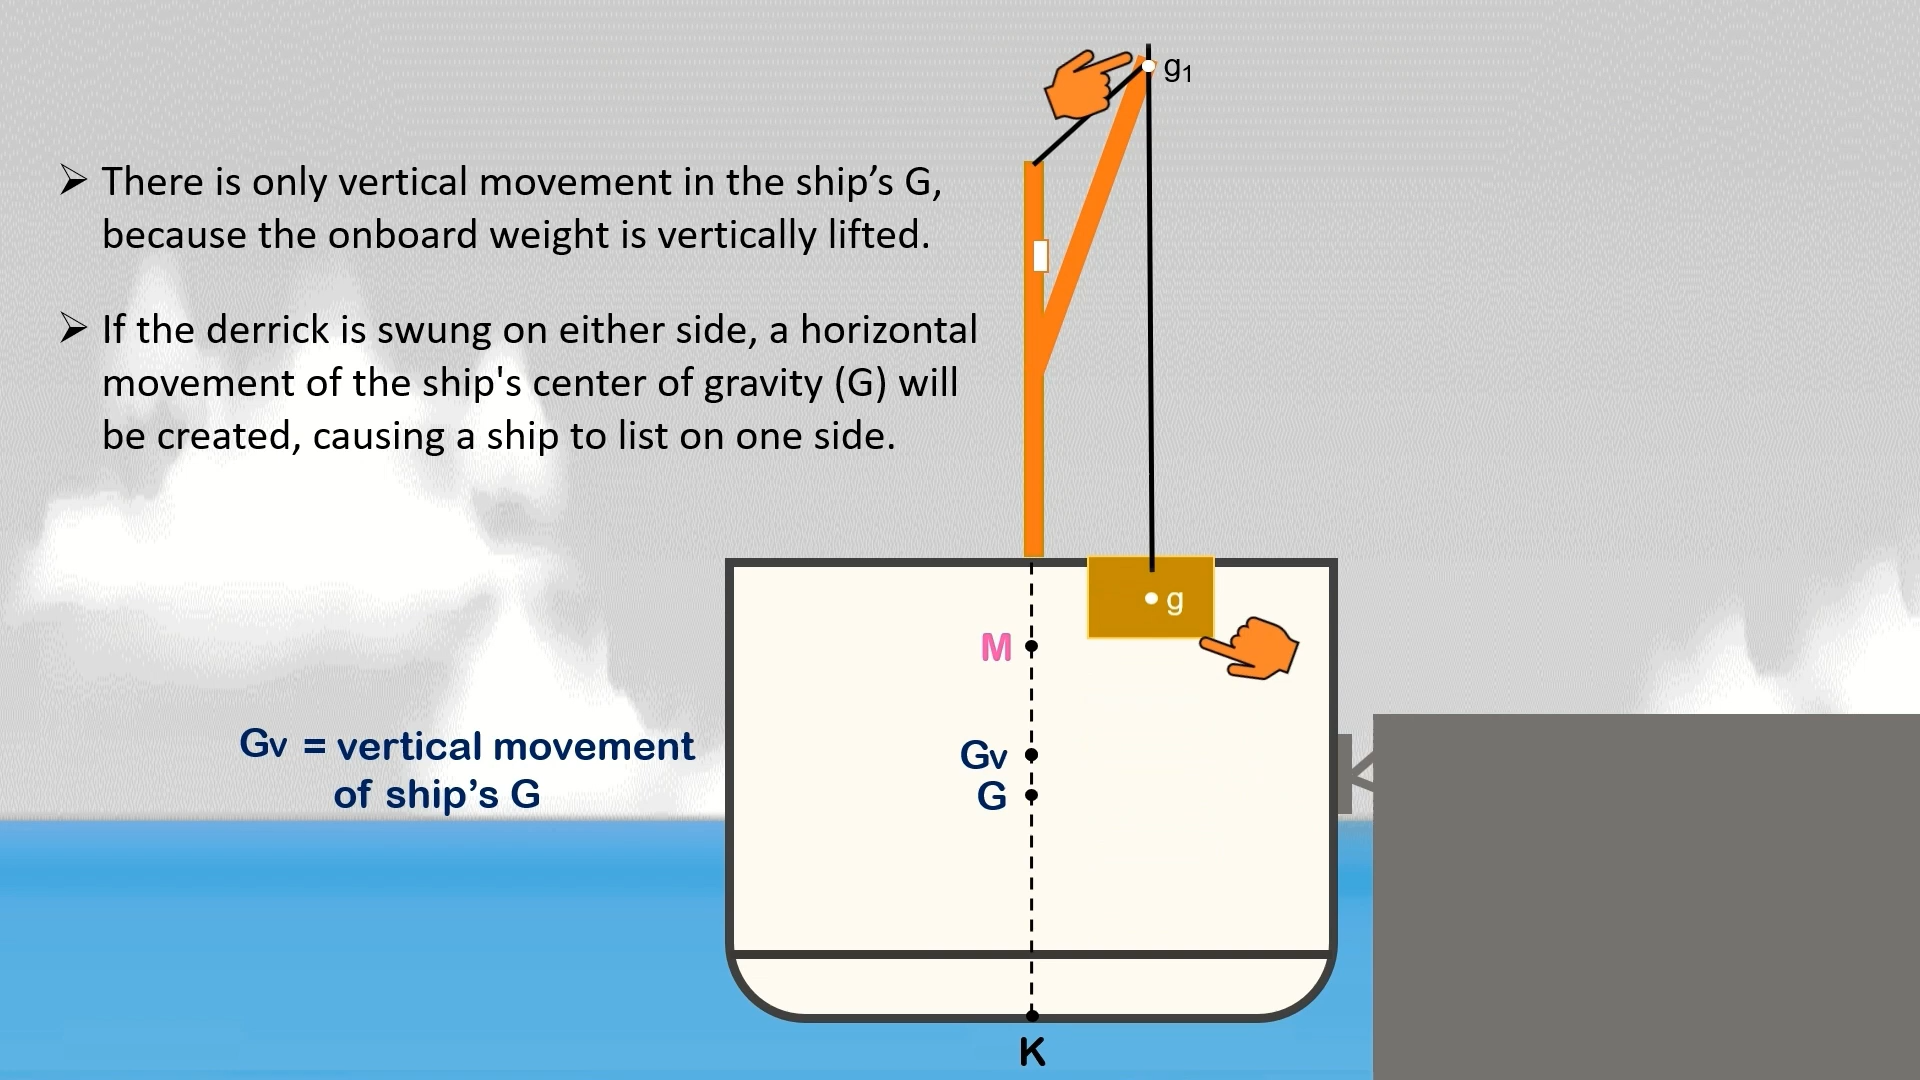 g1
➢ There is only vertical movement in the ship’s G,
because the onboard weight is vertically lifted.
➢ If the derrick is swung on either side, a horizontal
movement of the ship's center of gravity (G) will
be created, causing a ship to list on one side.
g
M
Gv = vertical movement
of ship’s G
Gv
G
K